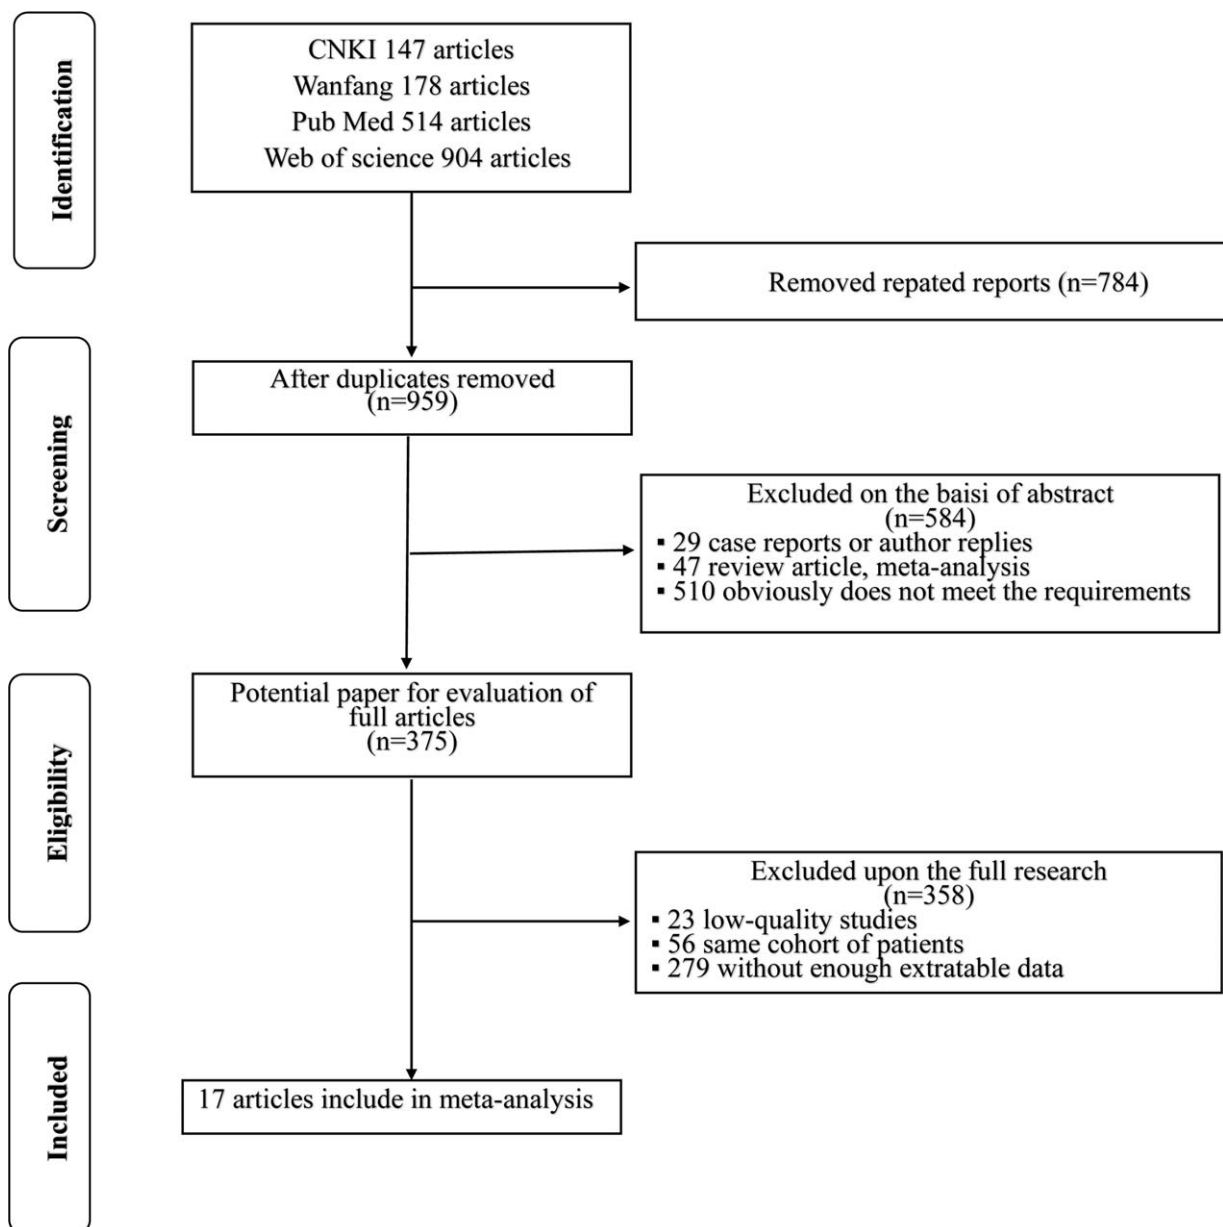 Identification
CNKI 147 articles
Wanfang 178 articles
Pub Med 514 articles
Web of science 904 articles
Removed repated reports (n=784)
Screening
After duplicates removed
(n=959)
Excluded on the baisi of abstract
(n=584)
▪ 29 case reports or author replies
▪ 47 review article, meta-analysis
▪ 510 obviously does not meet the requirements
Eligibility
Potential paper for evaluation of
full articles
(n=375)
Excluded upon the full research
(n=358)
▪ 23 low-quality studies
▪ 56 same cohort of patients
▪ 279 without enough extratable data
Included
17 articles include in meta-analysis